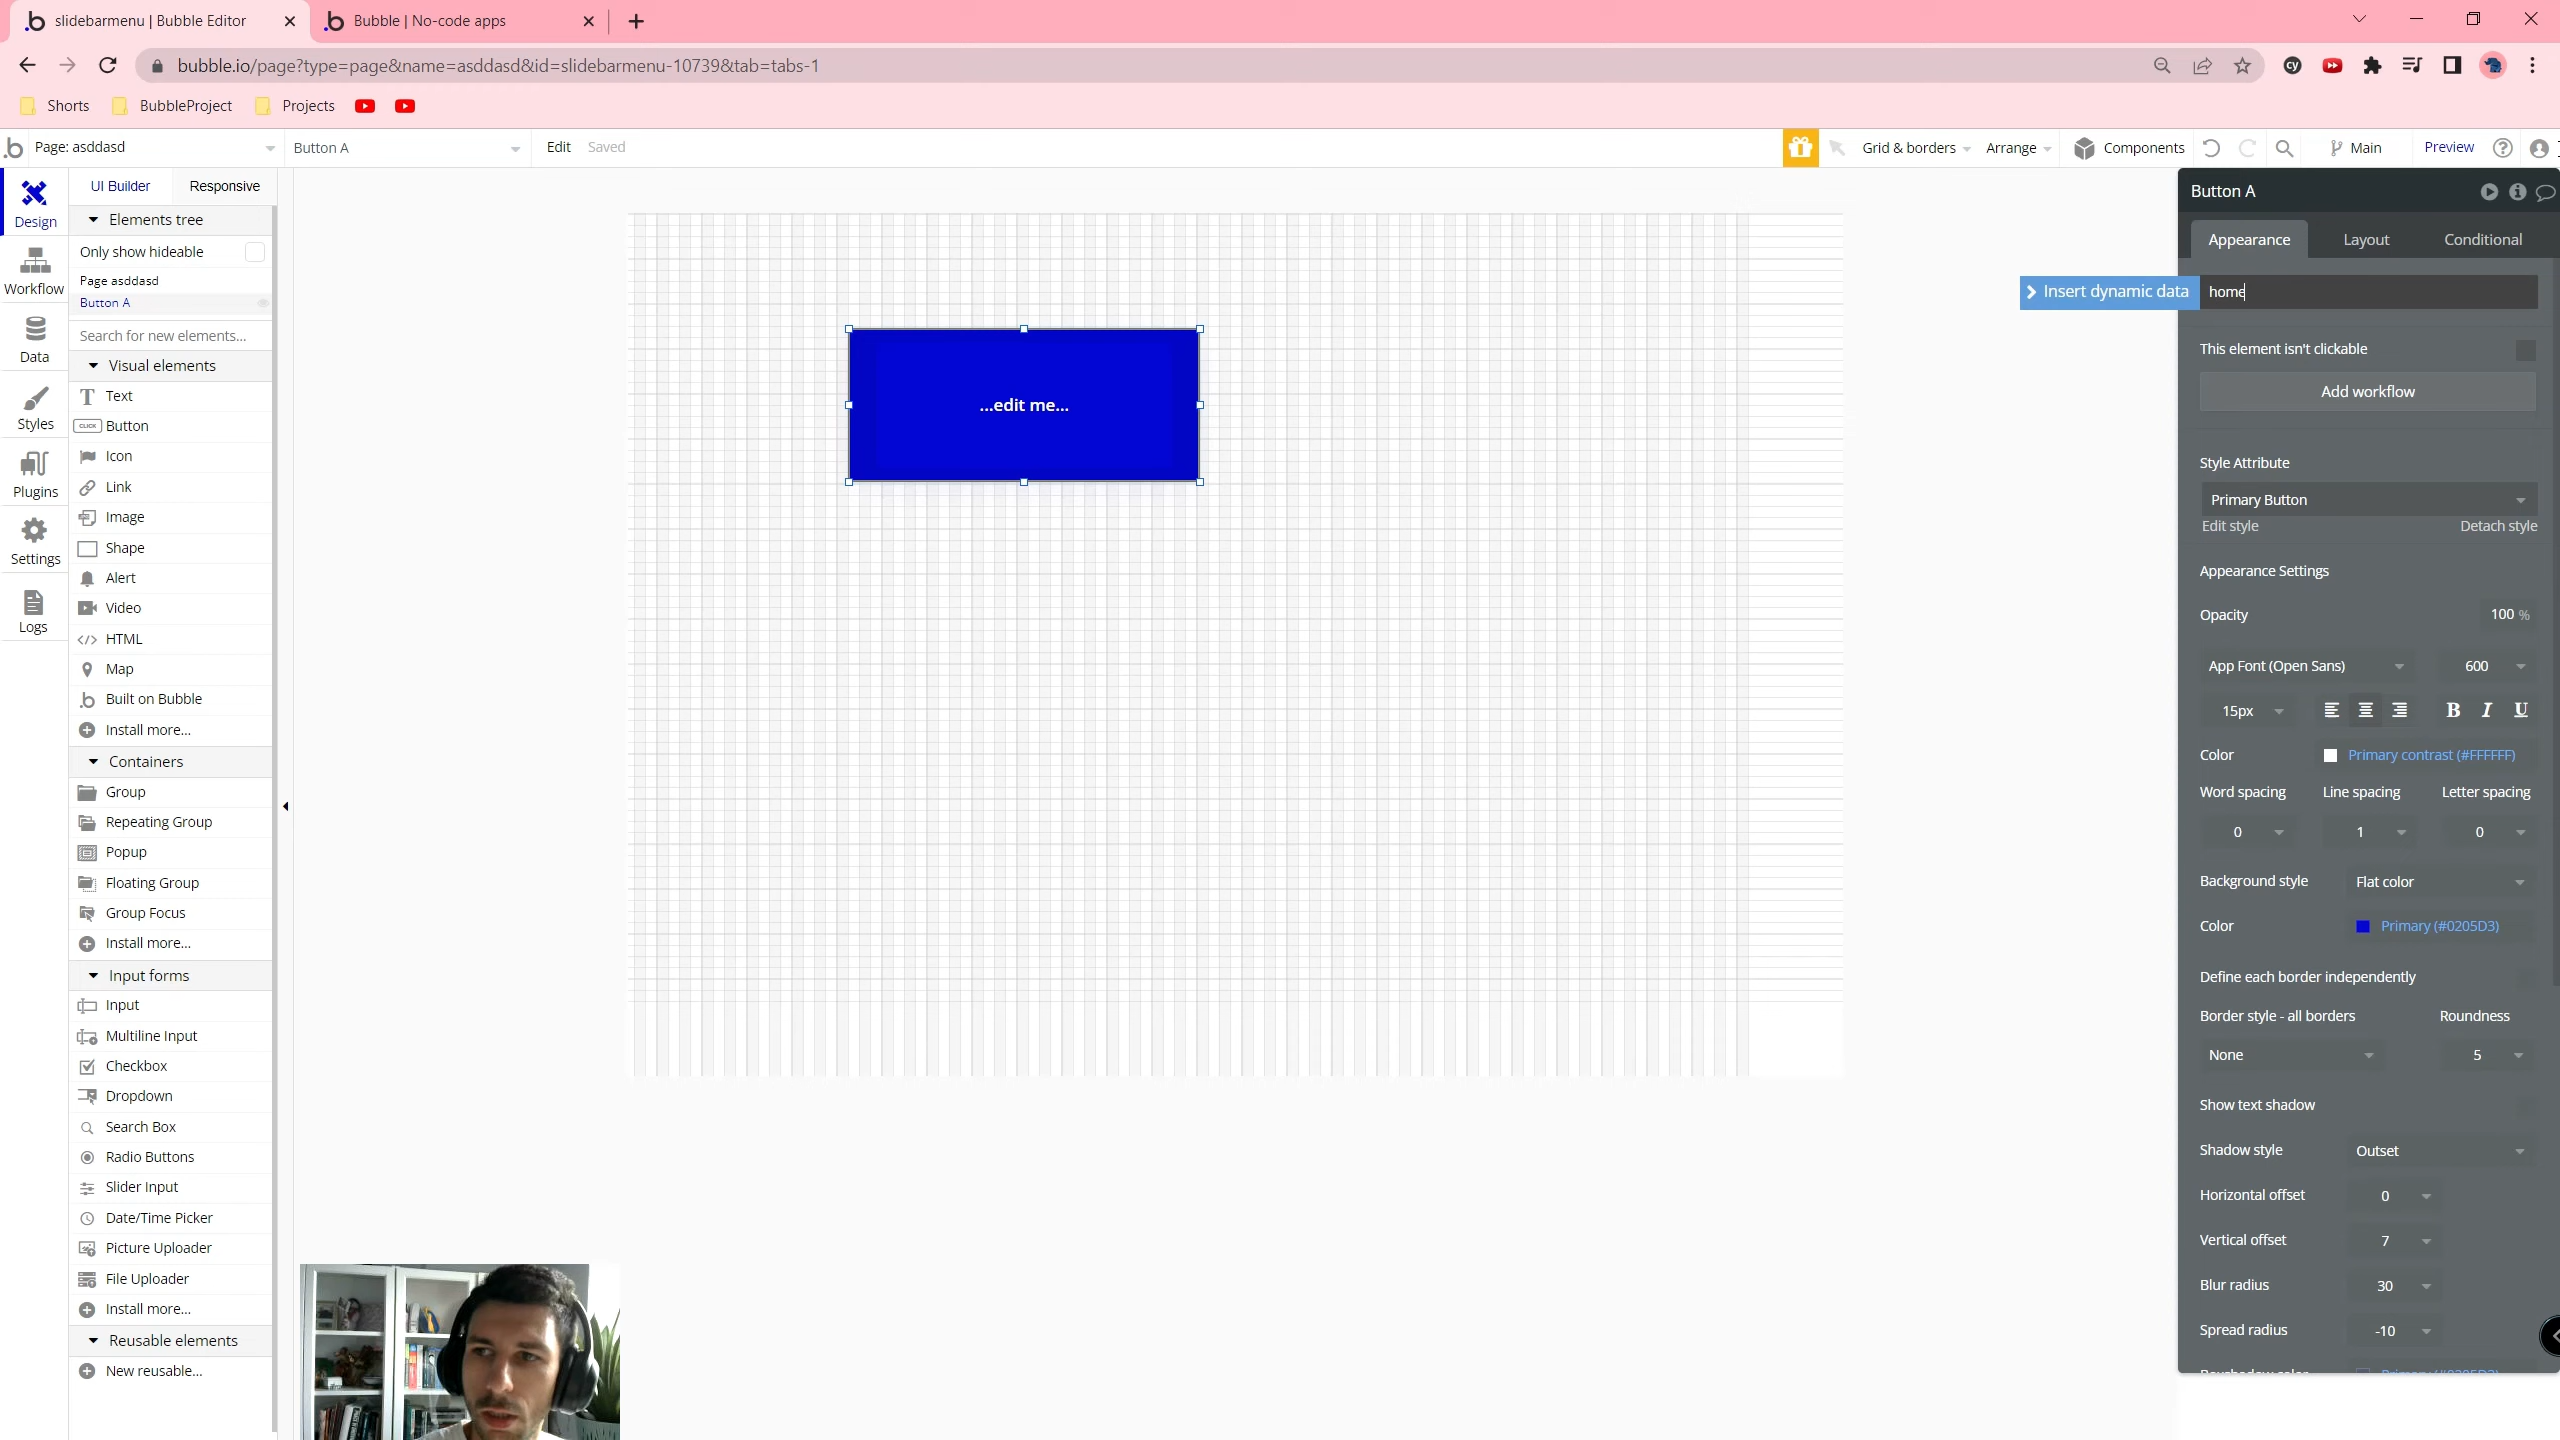 slidebarmenu | Bubble Editor
Bubble | No-code apps
bubble.io/page?type=page&name=asddasd&id=slidebarmenu-10739&tab=tabs-1
Shorts
BubbleProject
Projects
Page: asddasd
Button A
Edit
Saved
Grid & borders
Arrange
Components
Main
Preview
Design
Workflow
Data
Styles
Plugins
Settings
Logs
UI Builder
Responsive
Elements tree
Only show hideable
Page asddasd
Button A
Search for new elements...
Visual elements
Text
CLICK Button
Icon
Link
Image
Shape
Alert
Video
HTML
Map
Built on Bubble
Install more...
Containers
Group
Repeating Group
Popup
Floating Group
Group Focus
Install more...
Input forms
Input
Multiline Input
Checkbox
Dropdown
Search Box
Radio Buttons
Slider Input
Date/Time Picker
Picture Uploader
File Uploader
Install more...
Reusable elements
New reusable...
...edit me...
Button A
Appearance
Layout
Conditional
Insert dynamic data
home
This element isn't clickable
Add workflow
Style Attribute
Primary Button
Edit style
Detach style
Appearance Settings
Opacity
100 %
App Font (Open Sans)
600
15px
B I U
Color
Primary contrast (#FFFFFF)
Word spacing
Line spacing
Letter spacing
0
1
0
Background style
Flat color
Color
Primary (#0205D3)
Define each border independently
Border style - all borders
Roundness
None
5
Show text shadow
Shadow style
Outset
Horizontal offset
0
Vertical offset
7
Blur radius
30
Spread radius
-10